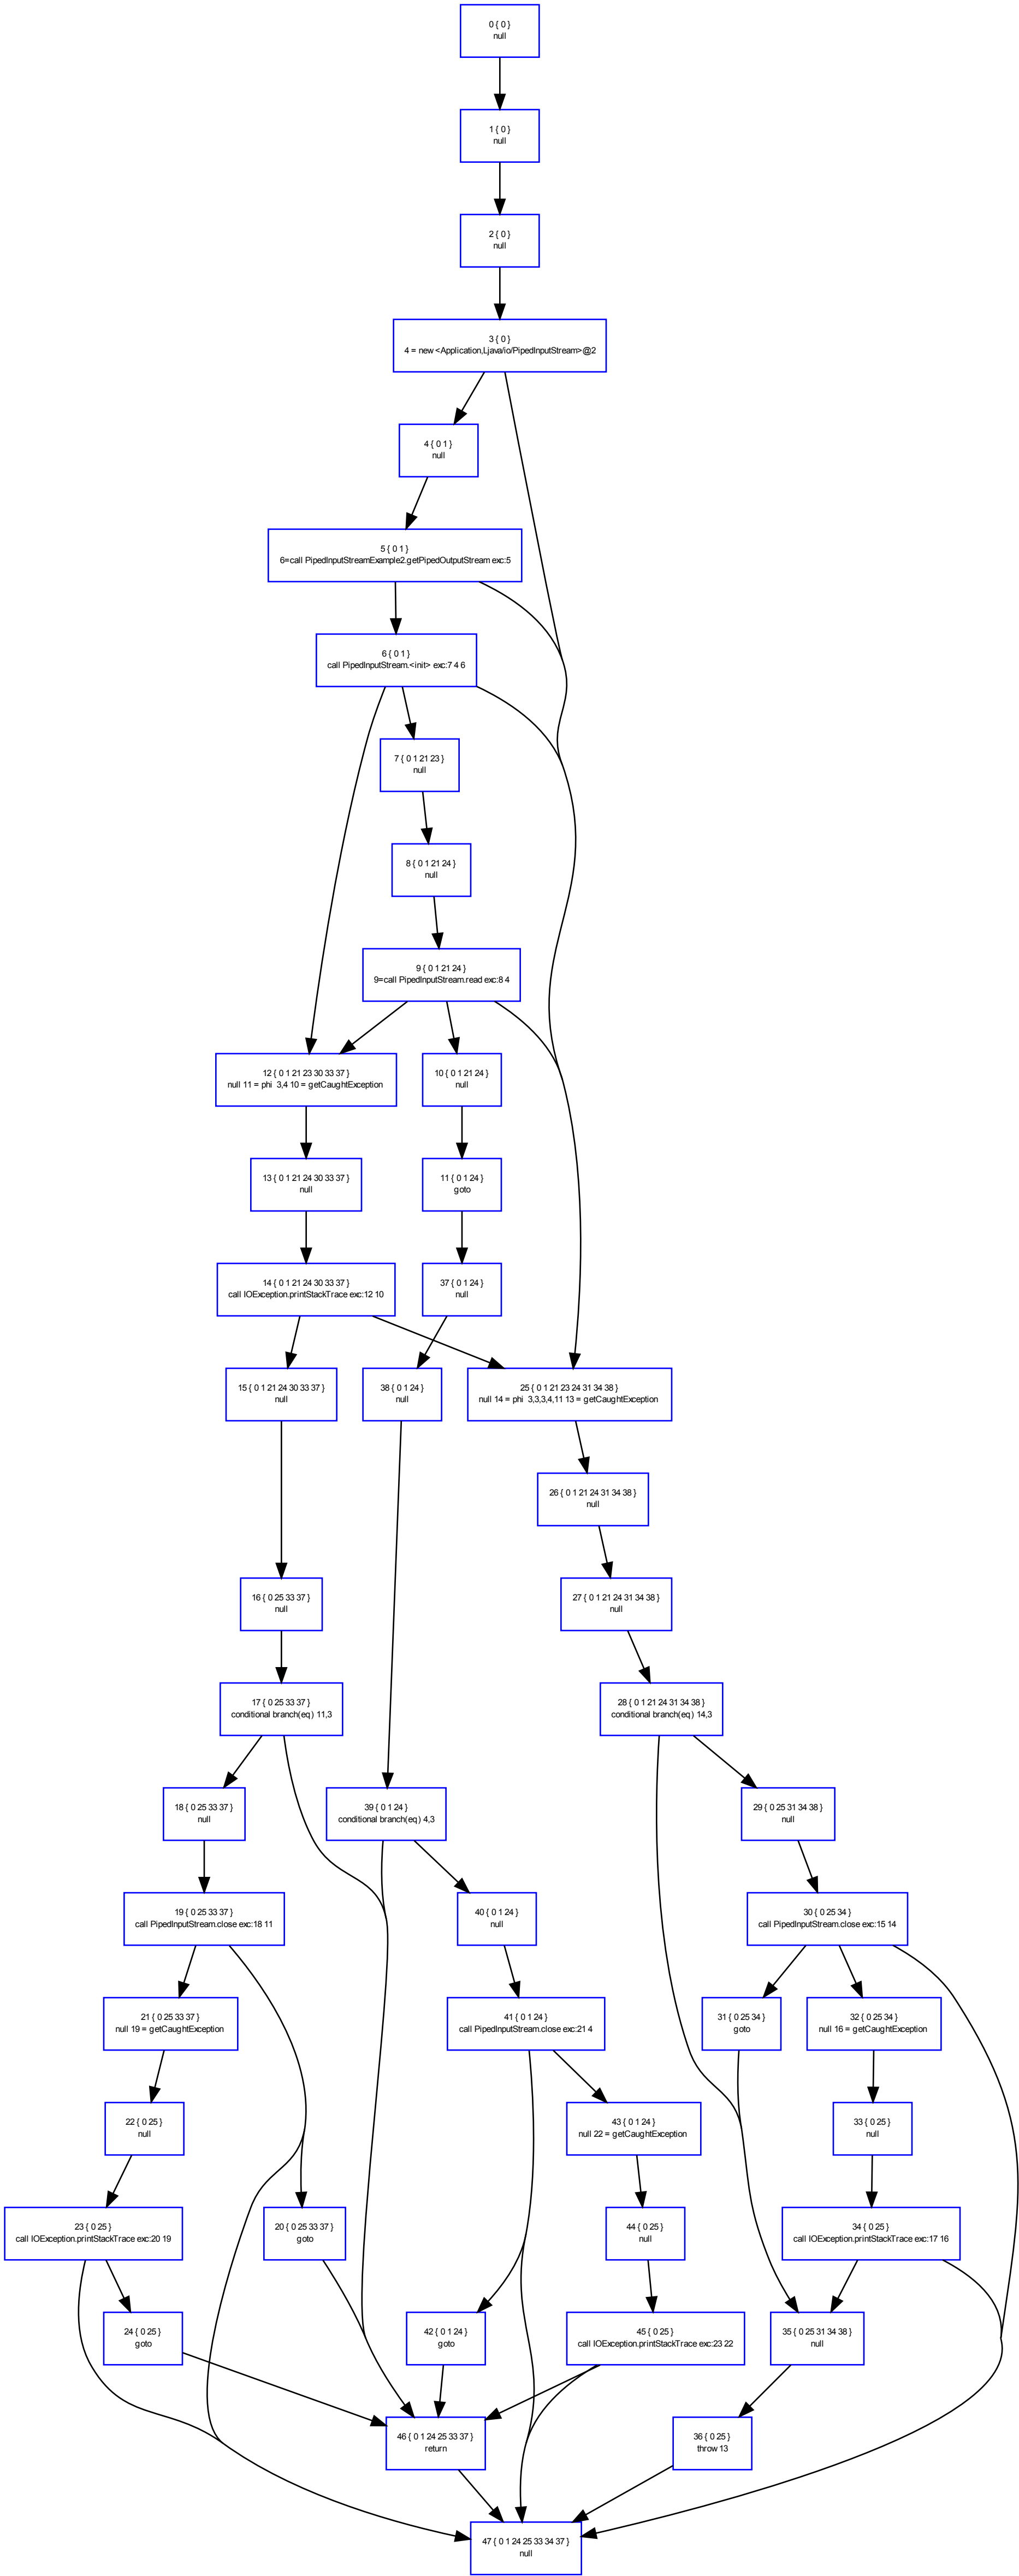 0 { 0 }
null
1 { 0 }
null
2 { 0 }
null
3 { 0 }
4 = new <Application,Ljava/io/PipedInputStream>@2
4 { 0 1 }
null
5 { 0 1 }
6=call PipedInputStreamExample2.getPipedOutputStream exc:5
6 { 0 1 }
call PipedInputStream.<init> exc:7 4 6
7 { 0 1 21 23 }
null
8 { 0 1 21 24 }
null
9 { 0 1 21 24 }
9=call PipedInputStream.read exc:8 4
12 { 0 1 21 23 30 33 37 }
null 11 = phi  3,4 10 = getCaughtException
10 { 0 1 21 24 }
null
13 { 0 1 21 24 30 33 37 }
null
11 { 0 1 24 }
goto
14 { 0 1 21 24 30 33 37 }
call IOException.printStackTrace exc:12 10
37 { 0 1 24 }
null
15 { 0 1 21 24 30 33 37 }
null
38 { 0 1 24 }
null
25 { 0 1 21 23 24 31 34 38 }
null 14 = phi  3,3,3,4,11 13 = getCaughtException
26 { 0 1 21 24 31 34 38 }
null
16 { 0 25 33 37 }
null
27 { 0 1 21 24 31 34 38 }
null
17 { 0 25 33 37 }
conditional branch(eq) 11,3
28 { 0 1 21 24 31 34 38 }
conditional branch(eq) 14,3
18 { 0 25 33 37 }
null
39 { 0 1 24 }
conditional branch(eq) 4,3
29 { 0 25 31 34 38 }
null
19 { 0 25 33 37 }
call PipedInputStream.close exc:18 11
40 { 0 1 24 }
null
30 { 0 25 34 }
call PipedInputStream.close exc:15 14
21 { 0 25 33 37 }
null 19 = getCaughtException
41 { 0 1 24 }
call PipedInputStream.close exc:21 4
31 { 0 25 34 }
goto
32 { 0 25 34 }
null 16 = getCaughtException
22 { 0 25 }
null
43 { 0 1 24 }
null 22 = getCaughtException
33 { 0 25 }
null
23 { 0 25 }
call IOException.printStackTrace exc:20 19
20 { 0 25 33 37 }
goto
44 { 0 25 }
null
34 { 0 25 }
call IOException.printStackTrace exc:17 16
24 { 0 25 }
goto
42 { 0 1 24 }
goto
45 { 0 25 }
call IOException.printStackTrace exc:23 22
35 { 0 25 31 34 38 }
null
46 { 0 1 24 25 33 37 }
return
36 { 0 25 }
throw 13
47 { 0 1 24 25 33 34 37 }
null